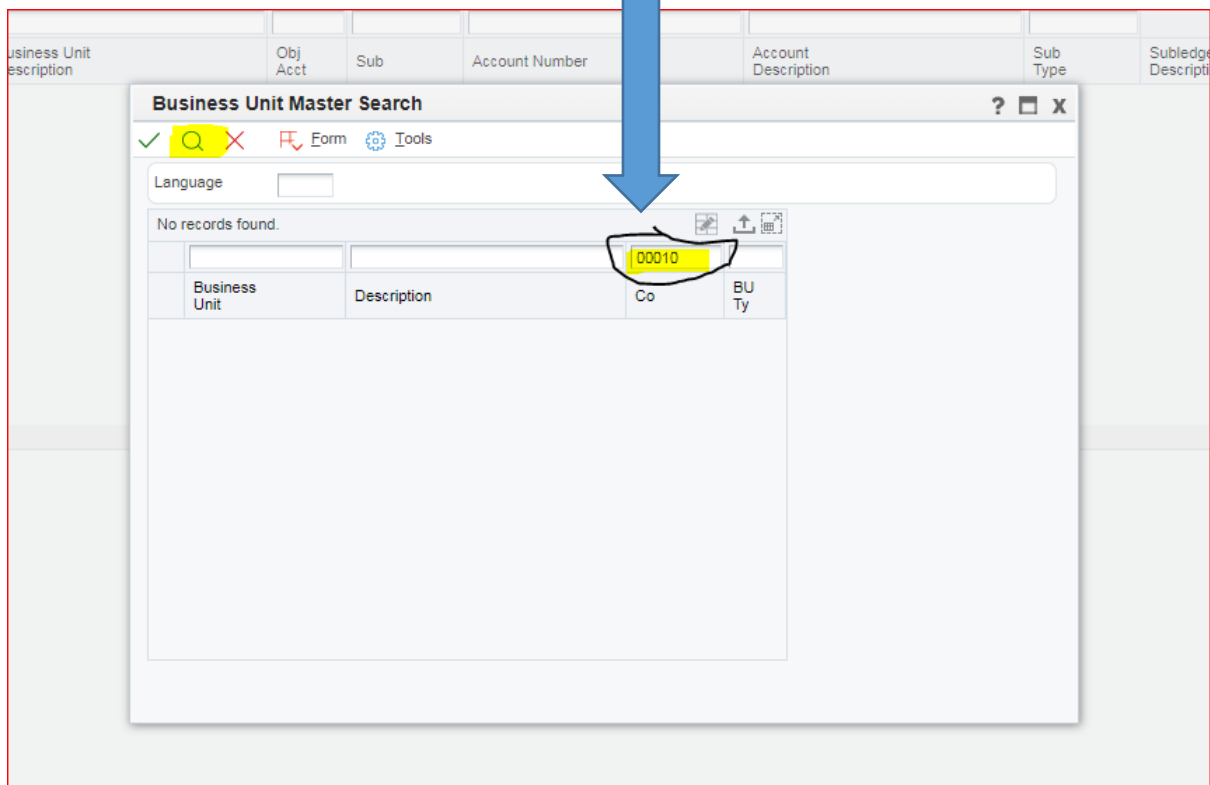 usiness Unit
escription
Obj
Acct
Sub
Account Number
Account
Description
Sub
Type
Subledge
Descripti
Business Unit Master Search
? X
Form Tools
Language
No records found.
00010
Business
Unit
Description
Co
BU
Ty